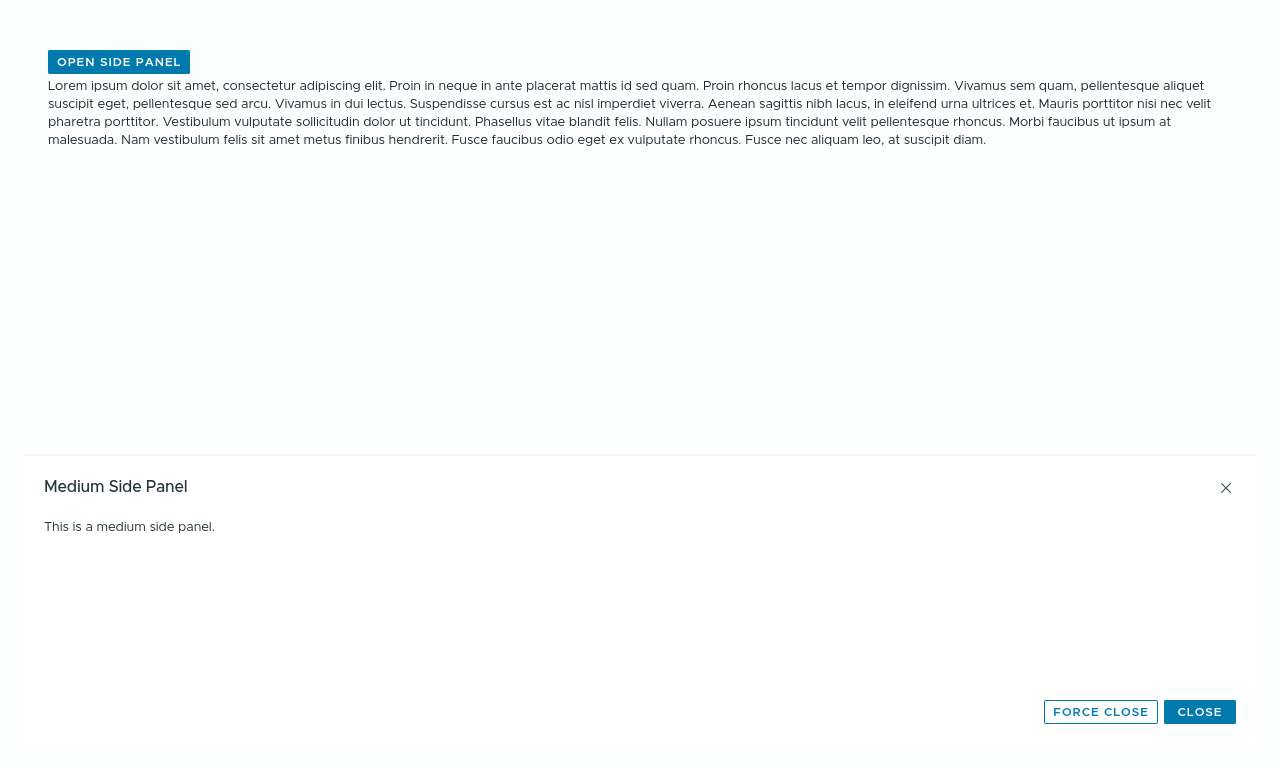 OPEN SIDE PANEL
Lorem ipsum dolor sit amet, consectetur adipiscing elit. Proin in neque in ante placerat mattis id sed quam. Proin rhoncus lacus et tempor dignissim. Vivamus sem quam, pellentesque aliquet
suscipit eget, pellentesque sed arcu. Vivamus in dui lectus. Suspendisse cursus est ac nisl imperdiet viverra. Aenean sagittis nibh lacus, in eleifend urna ultrices et. Mauris porttitor nisi nec velit
pharetra porttitor. Vestibulum vulputate sollicitudin dolor ut tincidunt. Phasellus vitae blandit felis. Nullam posuere ipsum tincidunt velit pellentesque rhoncus. Morbi faucibus ut ipsum at
malesuada. Nam vestibulum felis sit amet metus finibus hendrerit. Fusce faucibus odio eget ex vulputate rhoncus. Fusce nec aliquam leo, at suscipit diam.
Medium Side Panel
This is a medium side panel.
FORCE CLOSE
CLOSE